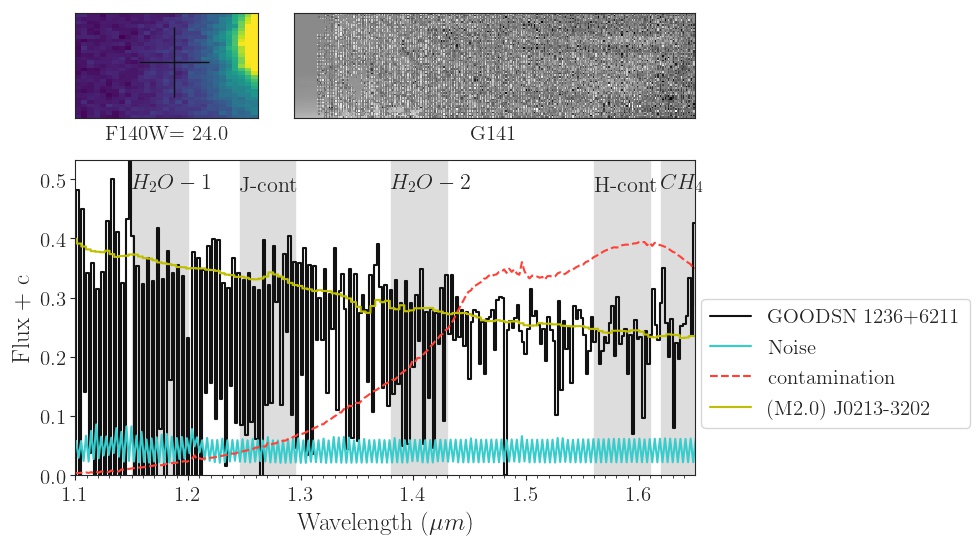 F140W= 24.0
G141
H₂O − 1
J-cont
H₂O − 2
H-cont
CH₄
0.5
0.4
0.3
0.2
0.1
0.0
Flux + c
1.1
1.2
1.3
1.4
1.5
1.6
Wavelength (μm)
GOODSN 1236+6211
Noise
contamination
(M2.0) J0213-3202